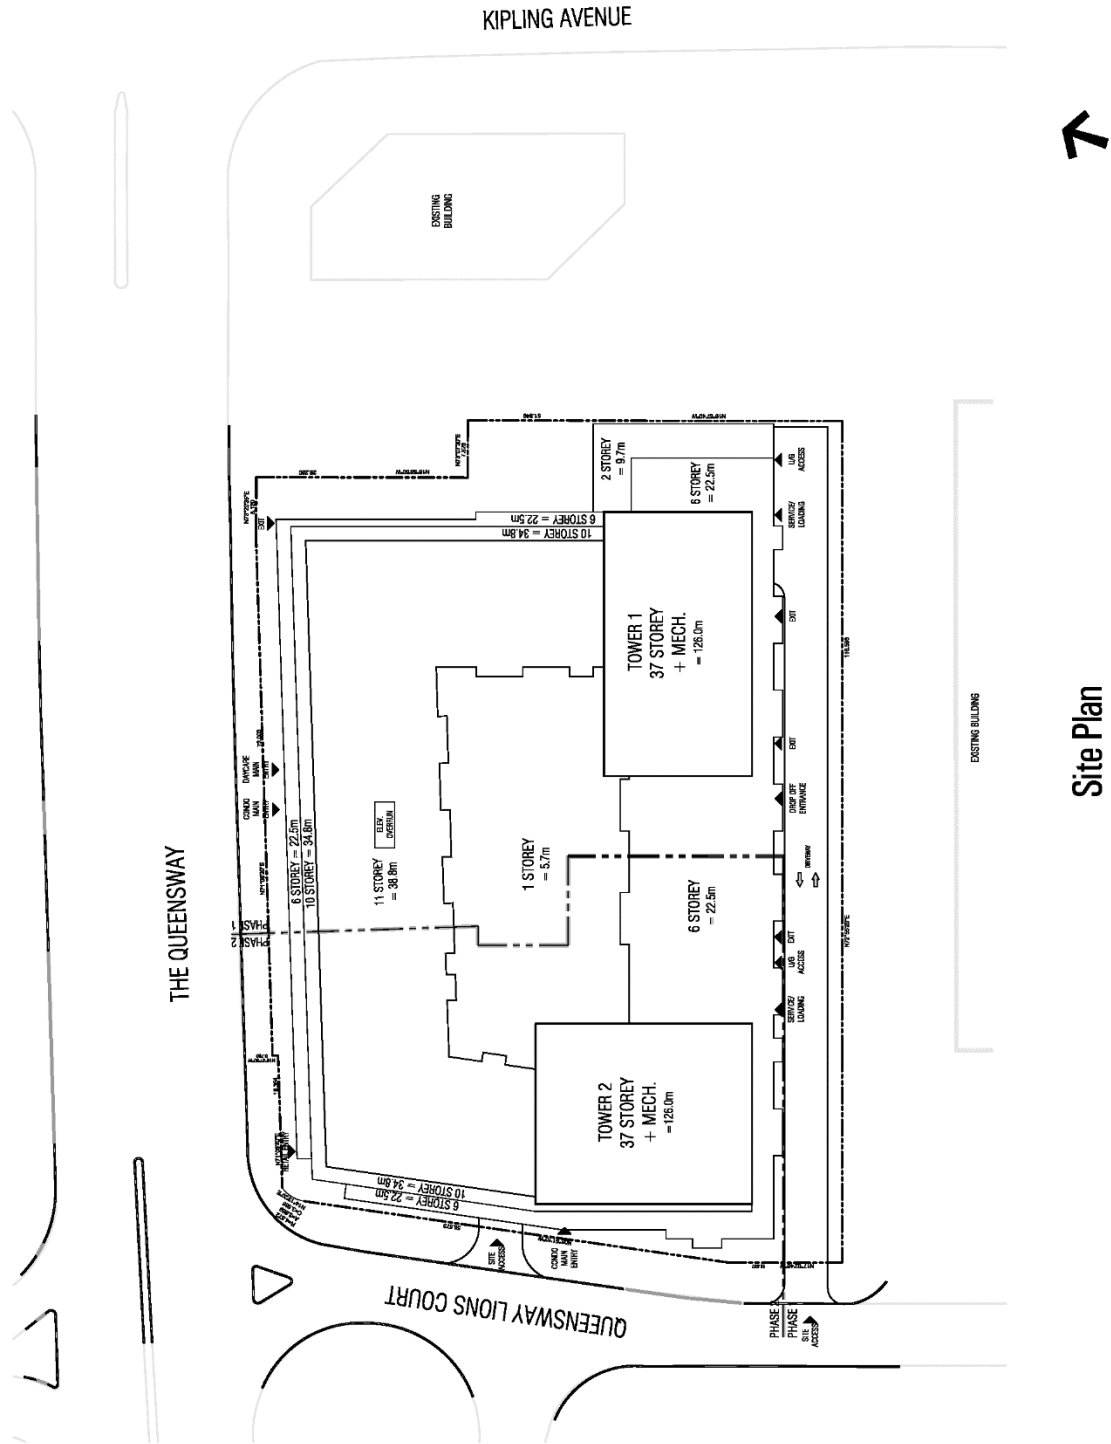 KIPLING AVENUE
EXISTING
BUILDING
THE QUEENSWAY
2 STOREY
= 9.7m
6 STOREY
= 22.5m
U/G
ACCESS
SERVICE/
LOADING
6 STOREY = 22.5m
10 STOREY = 34.8m
TOWER 1
37 STOREY
+ MECH.
= 126.0m
EXIT
EXIT
DROP OFF
ENTRANCE
DRIVEWAY
DAYCARE
MAIN
ENTRY
CONDO
MAIN
ENTRY
6 STOREY = 22.5m
10 STOREY = 34.8m
ELEV.
OVERRUN
11 STOREY
= 38.8m
1 STOREY
= 5.7m
6 STOREY
= 22.5m
PHASE 1
PHASE 2
EXIT
U/G
ACCESS
SERVICE/
LOADING
TOWER 2
37 STOREY
+ MECH.
=126.0m
RETAIL ENTRY
10 STOREY = 34.8m
6 STOREY = 22.5m
SITE
ACCESS
CONDO
MAIN
ENTRY
QUEENSWAY LIONS COURT
PHASE
PHASE
SITE
ACCESS
EXISTING BUILDING
Site Plan